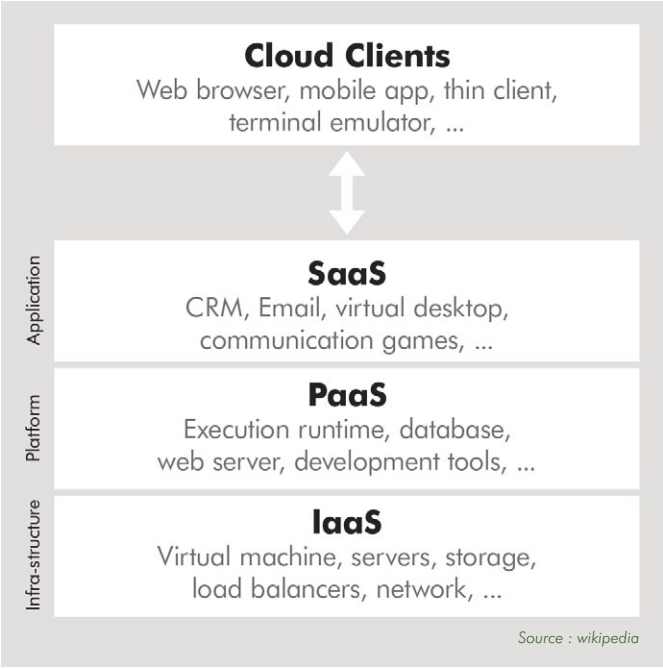 Cloud Clients
Web browser, mobile app, thin client,
terminal emulator, ...
Application
SaaS
CRM, Email, virtual desktop,
communication games, ...
Platform
PaaS
Execution runtime, database,
web server, development tools, ...
Infra-structure
IaaS
Virtual machine, servers, storage,
load balancers, network, ...
Source : wikipedia